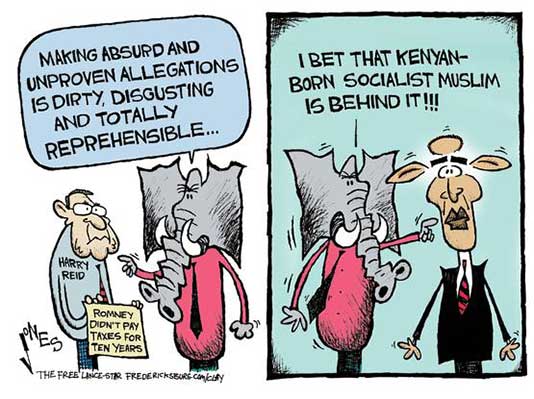 MAKING ABSURD AND
UNPROVEN ALLEGATIONS
IS DIRTY, DISGUSTING
AND TOTALLY
REPREHENSIBLE...
HARRY
REID
ROMNEY
DIDN'T PAY
TAXES FOR
TEN YEARS
JONES
THE FREE LANCE-STAR FREDERICKSBURG.COM/CLAY
I BET THAT KENYAN-
BORN SOCIALIST MUSLIM
IS BEHIND IT!!!